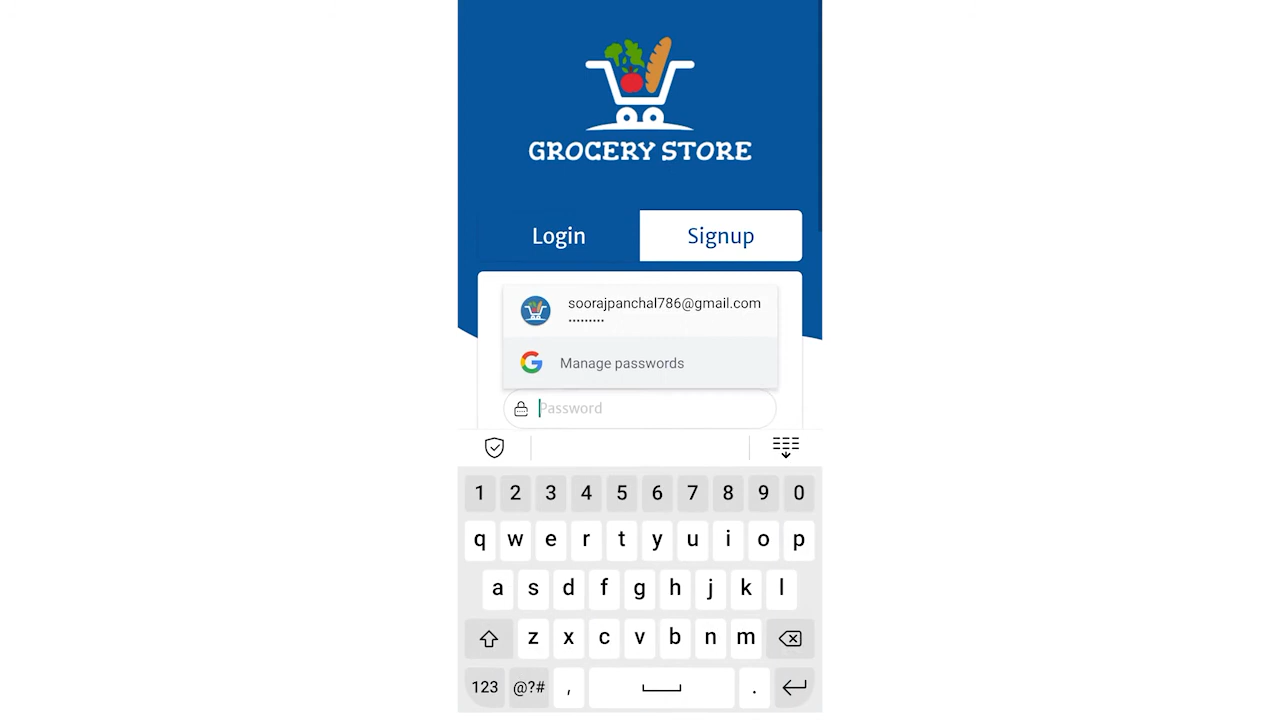 GROCERY STORE
Login Signup
soorajpanchal786@gmail.com
•••••••••
Manage passwords
Password
1 2 3 4 5 6 7 8 9 0
q w e r t y u i o p
a s d f g h j k l
z x c v b n m
123 @?# , .